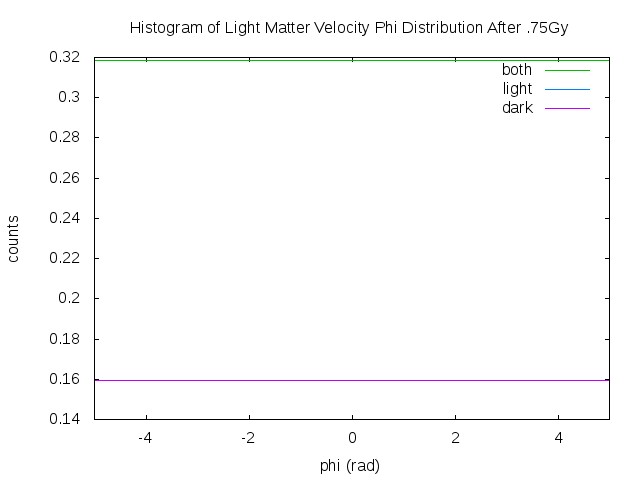 Histogram of Light Matter Velocity Phi Distribution After .75Gy
0.32
0.3
0.28
0.26
0.24
0.22
0.2
0.18
0.16
0.14
-4
-2
0
2
4
counts
phi (rad)
both
light
dark